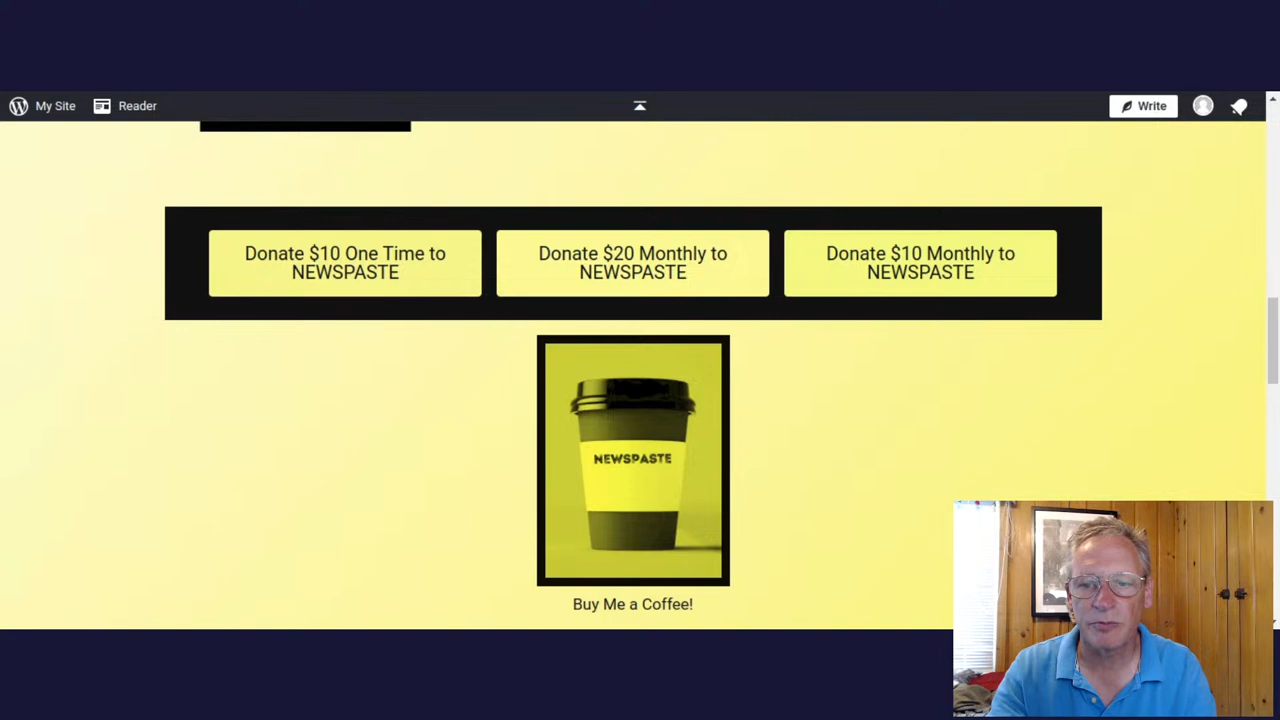 My Site
Reader
Write
Donate $10 One Time to
NEWSPASTE
Donate $20 Monthly to
NEWSPASTE
Donate $10 Monthly to
NEWSPASTE
NEWSPASTE
Buy Me a Coffee!